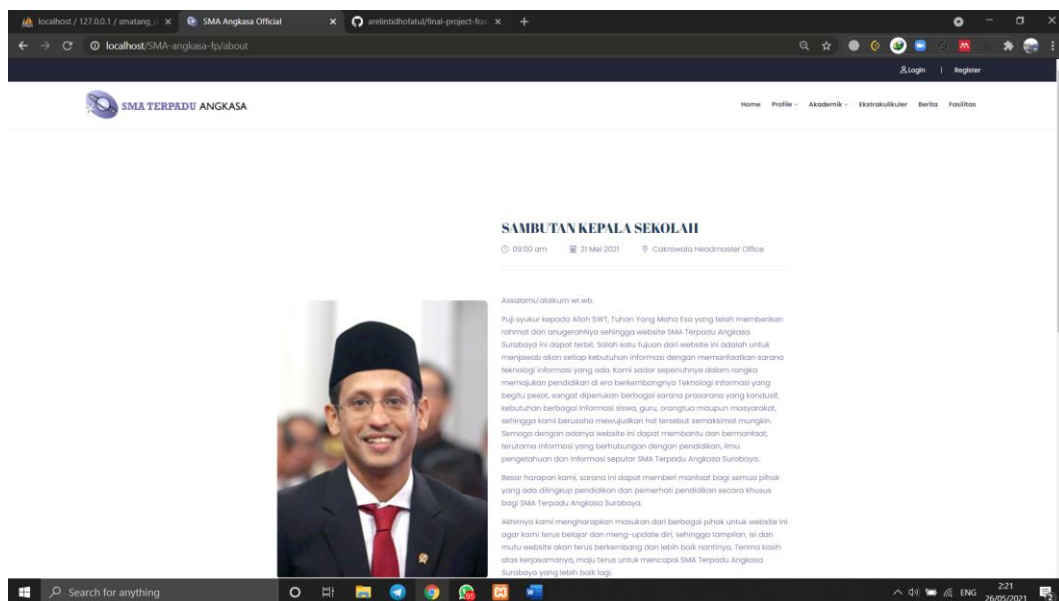 localhost / 127.0.0.1 / smatang_
SMA Angkasa Official
arelintidhofatul/final-project-fram
localhost/SMA-angkasa-fp/about
Login | Register
SMA TERPADU ANGKASA
Home Profile Akademik Ekstrakulikuler Berita Fasilitas
SAMBUTAN KEPALA SEKOLAH
09:00 am 21 Mei 2021 Cakrawala Headmaster Office
Assalamu'alaikum wr.wb.
Puji syukur kepada Alloh SWT, Tuhan Yang Maha Esa yang telah memberikan
rahmat dan anugerahNya sehingga website SMA Terpadu Angkasa
Surabaya ini dapat terbit. Salah satu tujuan dari website ini adalah untuk
menjawab akan setiap kebutuhan informasi dengan memanfaatkan sarana
teknologi informasi yang ada. Kami sadar sepenuhnya dalam rangka
memajukan pendidikan di era berkembangnya Teknologi Informasi yang
begitu pesat, sangat diperlukan berbagai sarana prasarana yang kondusif,
kebutuhan berbagai informasi siswa, guru, orangtua maupun masyarakat,
sehingga kami berusaha mewujudkan hal tersebut semaksimal mungkin.
Semoga dengan adanya website ini dapat membantu dan bermanfaat,
terutama informasi yang berhubungan dengan pendidikan, ilmu
pengetahuan dan informasi seputar SMA Terpadu Angkasa Surabaya.
Besar harapan kami, sarana ini dapat memberi manfaat bagi semua pihak
yang ada dilingkup pendidikan dan pemerhati pendidikan secara khusus
bagi SMA Terpadu Angkasa Surabaya.
Akhirnya kami mengharapkan masukan dari berbagai pihak untuk website ini
agar kami terus belajar dan meng-update diri, sehingga tampilan, isi dan
mutu website akan terus berkembang dan lebih baik nantinya. Terima kasih
atas kerjasamanya, maju terus untuk mencapai SMA Terpadu Angkasa
Surabaya yang lebih baik lagi.
Search for anything
ENG
2:21
26/05/2021